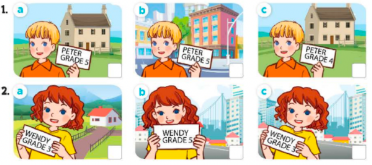 1. a b c
PETER
GRADE 5
PETER
GRADE 5
PETER
GRADE 4
2. a b c
WENDY
GRADE 3
WENDY
GRADE 5
WENDY
GRADE 3